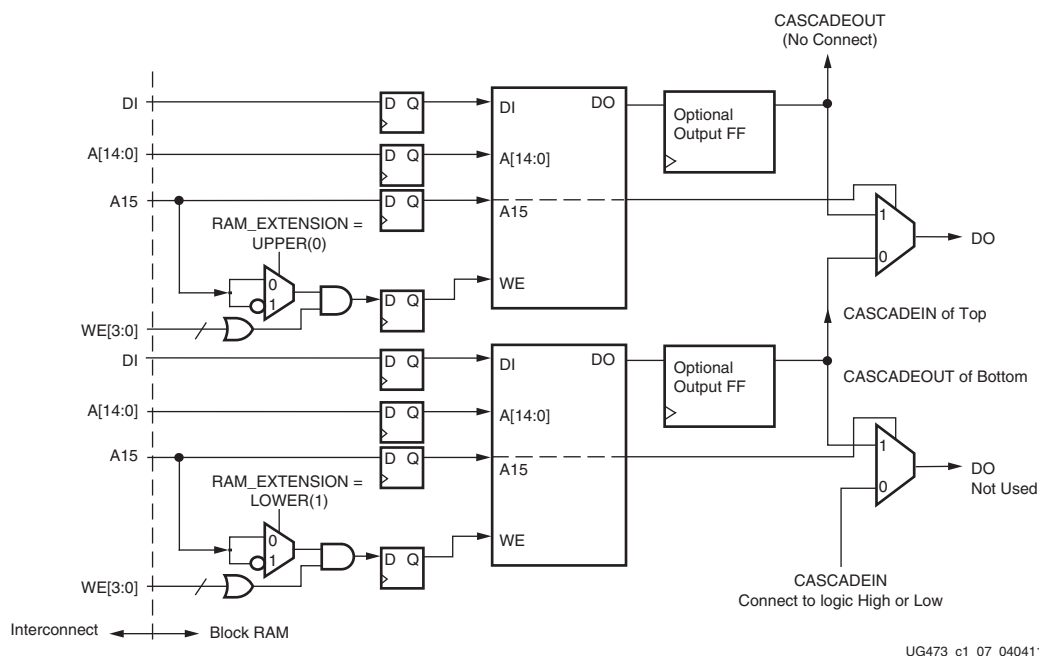 CASCADEOUT
(No Connect)
DI
D Q
DI
DO
Optional
Output FF
A[14:0]
D Q
A[14:0]
A15
D Q
A15
RAM_EXTENSION =
UPPER(0)
1
DO
0
0
1
D Q
WE
WE[3:0]
CASCADEIN of Top
DI
D Q
DI
DO
Optional
Output FF
CASCADEOUT of Bottom
A[14:0]
D Q
A[14:0]
A15
D Q
A15
RAM_EXTENSION =
LOWER(1)
1
DO
Not Used
0
0
1
D Q
WE
WE[3:0]
CASCADEIN
Connect to logic High or Low
Interconnect
Block RAM
UG473_c1_07_040411